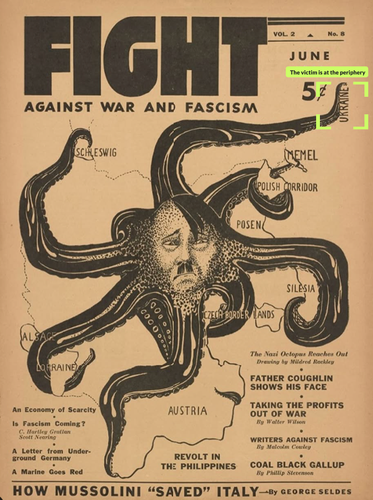 FIGHT
VOL. 2 ▲ No. 8
JUNE
The victim is at the periphery
5¢
AGAINST WAR AND FASCISM
UKRAINE
SCHLESWIG
MEMEL
POLISH CORRIDOR
POSEN
SILESIA
CZECH BORDER LANDS
ALSACE
LORRAINE
AUSTRIA
The Nazi Octopus Reaches Out
Drawing by Mildred Rackley
FATHER COUGHLIN
SHOWS HIS FACE
TAKING THE PROFITS
OUT OF WAR
By Walter Wilson
WRITERS AGAINST FASCISM
By Malcolm Cowley
COAL BLACK GALLUP
By Phillip Stevenson
An Economy of Scarcity
Is Fascism Coming?
C. Hartley Grattan
Scott Nearing
A Letter from Under-
ground Germany
A Marine Goes Red
REVOLT IN
THE PHILIPPINES
HOW MUSSOLINI "SAVED" ITALY —By GEORGE SELDES